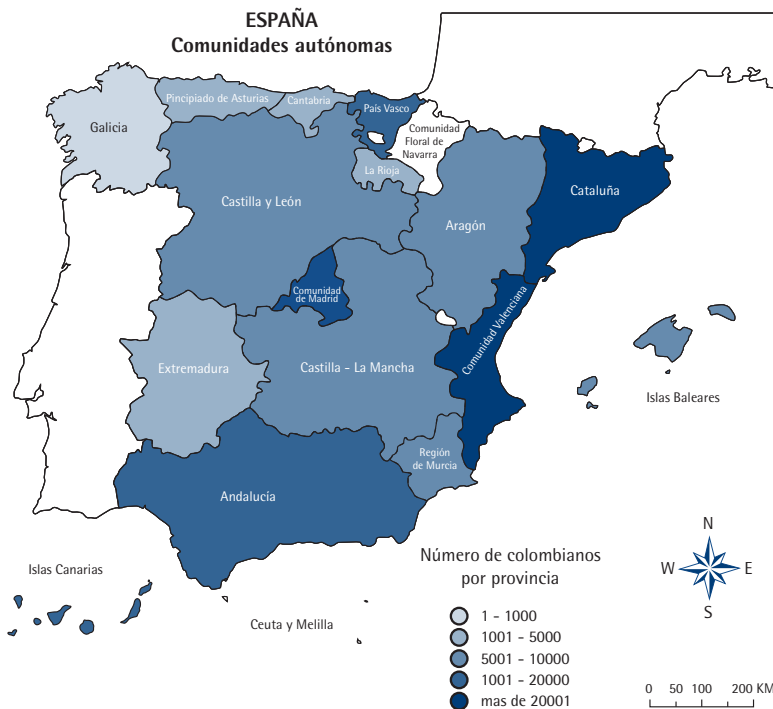 ESPAÑA
Comunidades autónomas
Pincipiado de Asturias
Cantabria
País Vasco
Galicia
Comunidad
Floral de
Navarra
La Rioja
Cataluña
Castilla y León
Aragón
Comunidad
de Madrid
Comunidad Valenciana
Extremadura
Castilla - La Mancha
Islas Baleares
Región
de Murcia
Andalucía
Número de colombianos
por provincia
N
W
E
S
Islas Canarias
Ceuta y Melilla
1 - 1000
1001 - 5000
5001 - 10000
1001 - 20000
mas de 20001
0 50 100 200 KM